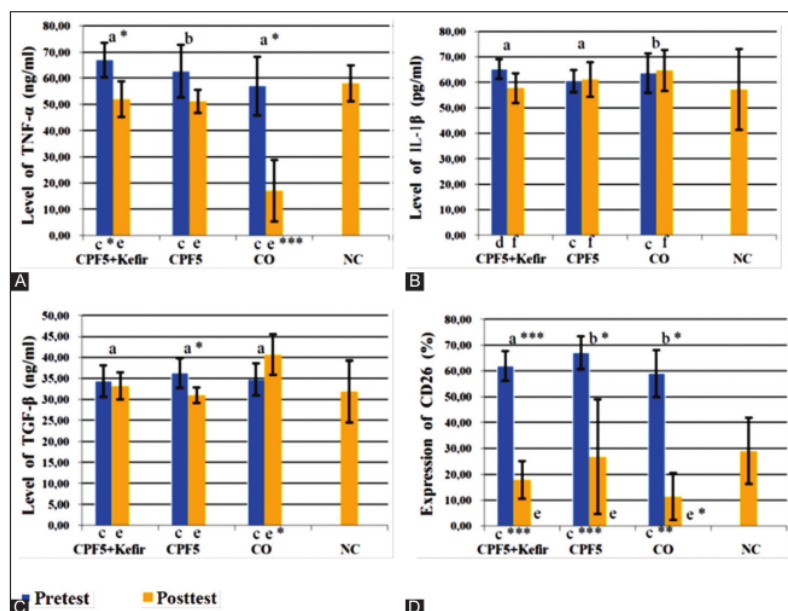 Level of TNF-α (ng/ml)
80,00
70,00
60,00
50,00
40,00
30,00
20,00
10,00
0,00
a *
b
a *
c * e
c e
c e ***
CPF5+Kefir
CPF5
CO
NC
A
Level of IL-1β (pg/ml)
80,00
70,00
60,00
50,00
40,00
30,00
20,00
10,00
0,00
a
a
b
d f
c f
c f
CPF5+Kefir
CPF5
CO
NC
B
Level of TGF-β (ng/ml)
50,00
45,00
40,00
35,00
30,00
25,00
20,00
15,00
10,00
5,00
0,00
a
a *
a
c e
c e
c e *
CPF5+Kefir
CPF5
CO
NC
C
Expression of CD26 (%)
80,00
70,00
60,00
50,00
40,00
30,00
20,00
10,00
0,00
a ***
b *
b *
c *** e
c *** e
c ** e *
CPF5+Kefir
CPF5
CO
NC
D
Pretest
Posttest